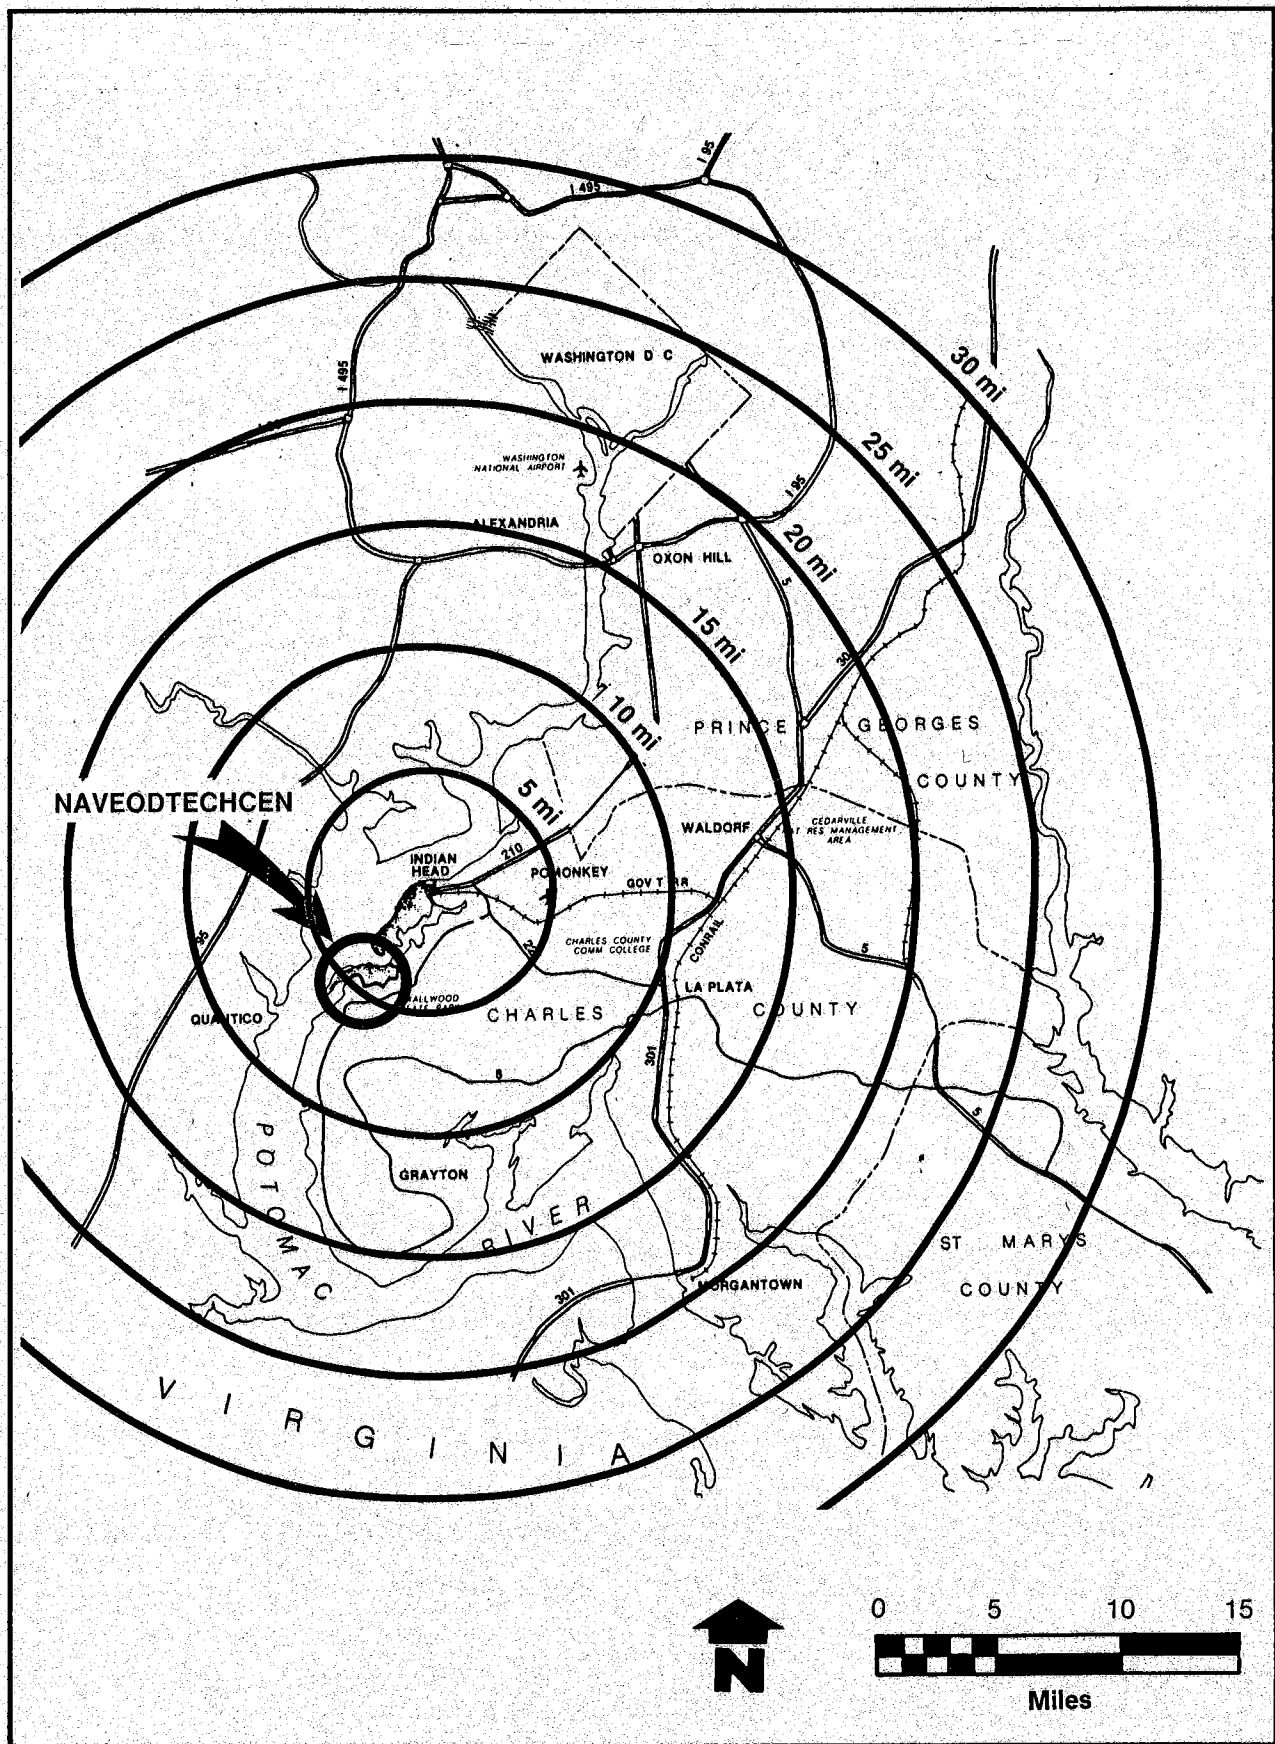 I 95
I 495
30 mi
WASHINGTON D C
I 495
25 mi
WASHINGTON
NATIONAL AIRPORT
I 95
ALEXANDRIA
20 mi
OXON HILL
5
15 mi
10 mi
PRINCE GEORGES
COUNTY
NAVEODTECHCEN
5 mi
WALDORF
CEDARVILLE
RES MANAGEMENT
AREA
210
INDIAN
HEAD
POMONKEY
GOV T RR
95
CHARLES COUNTY
COMM COLLEGE
CONRAIL
5
LA PLATA
QUANTICO
CHARLES COUNTY
301
6
5
POTOMAC
GRAYTON
RIVER
ST MARYS
COUNTY
MORGANTOWN
301
VIRGINIA
N
0 5 10 15
Miles